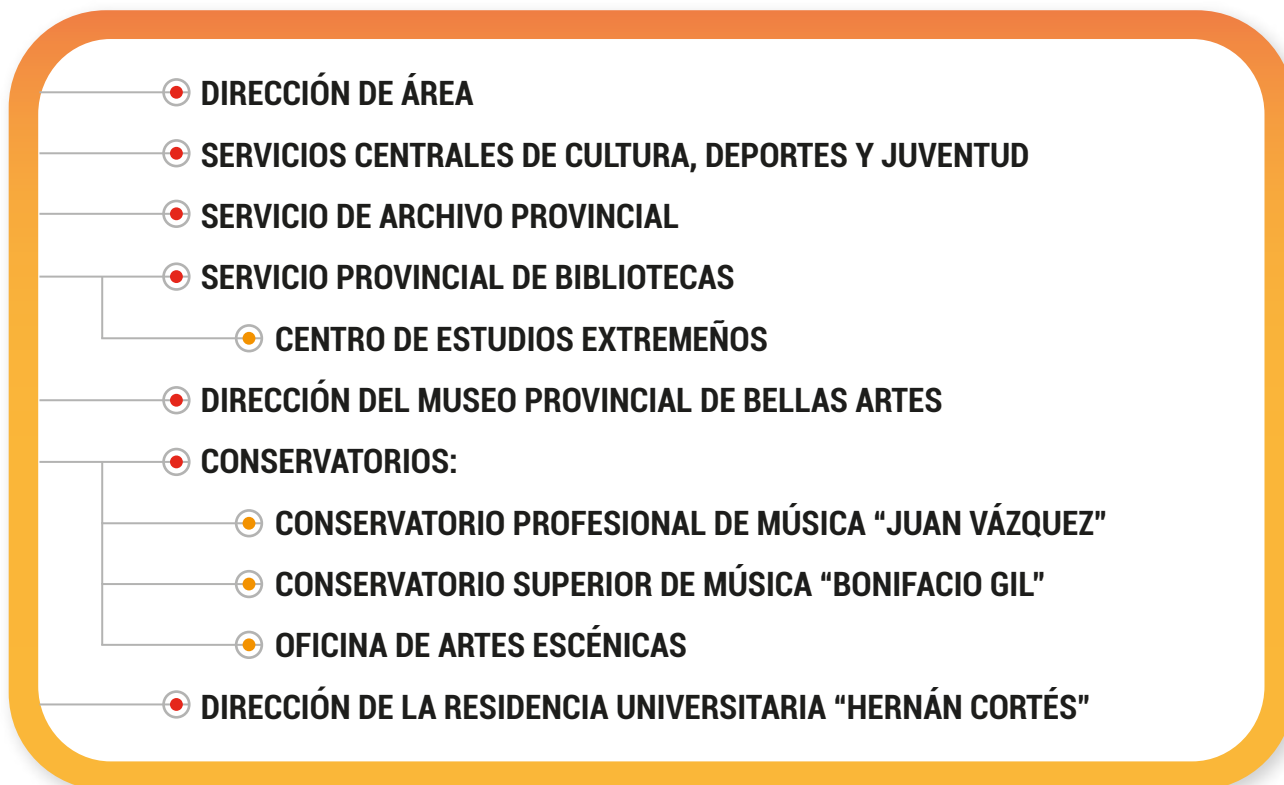 DIRECCIÓN DE ÁREA
SERVICIOS CENTRALES DE CULTURA, DEPORTES Y JUVENTUD
SERVICIO DE ARCHIVO PROVINCIAL
SERVICIO PROVINCIAL DE BIBLIOTECAS
CENTRO DE ESTUDIOS EXTREMEÑOS
DIRECCIÓN DEL MUSEO PROVINCIAL DE BELLAS ARTES
CONSERVATORIOS:
CONSERVATORIO PROFESIONAL DE MÚSICA “JUAN VÁZQUEZ”
CONSERVATORIO SUPERIOR DE MÚSICA “BONIFACIO GIL”
OFICINA DE ARTES ESCÉNICAS
DIRECCIÓN DE LA RESIDENCIA UNIVERSITARIA “HERNÁN CORTÉS”